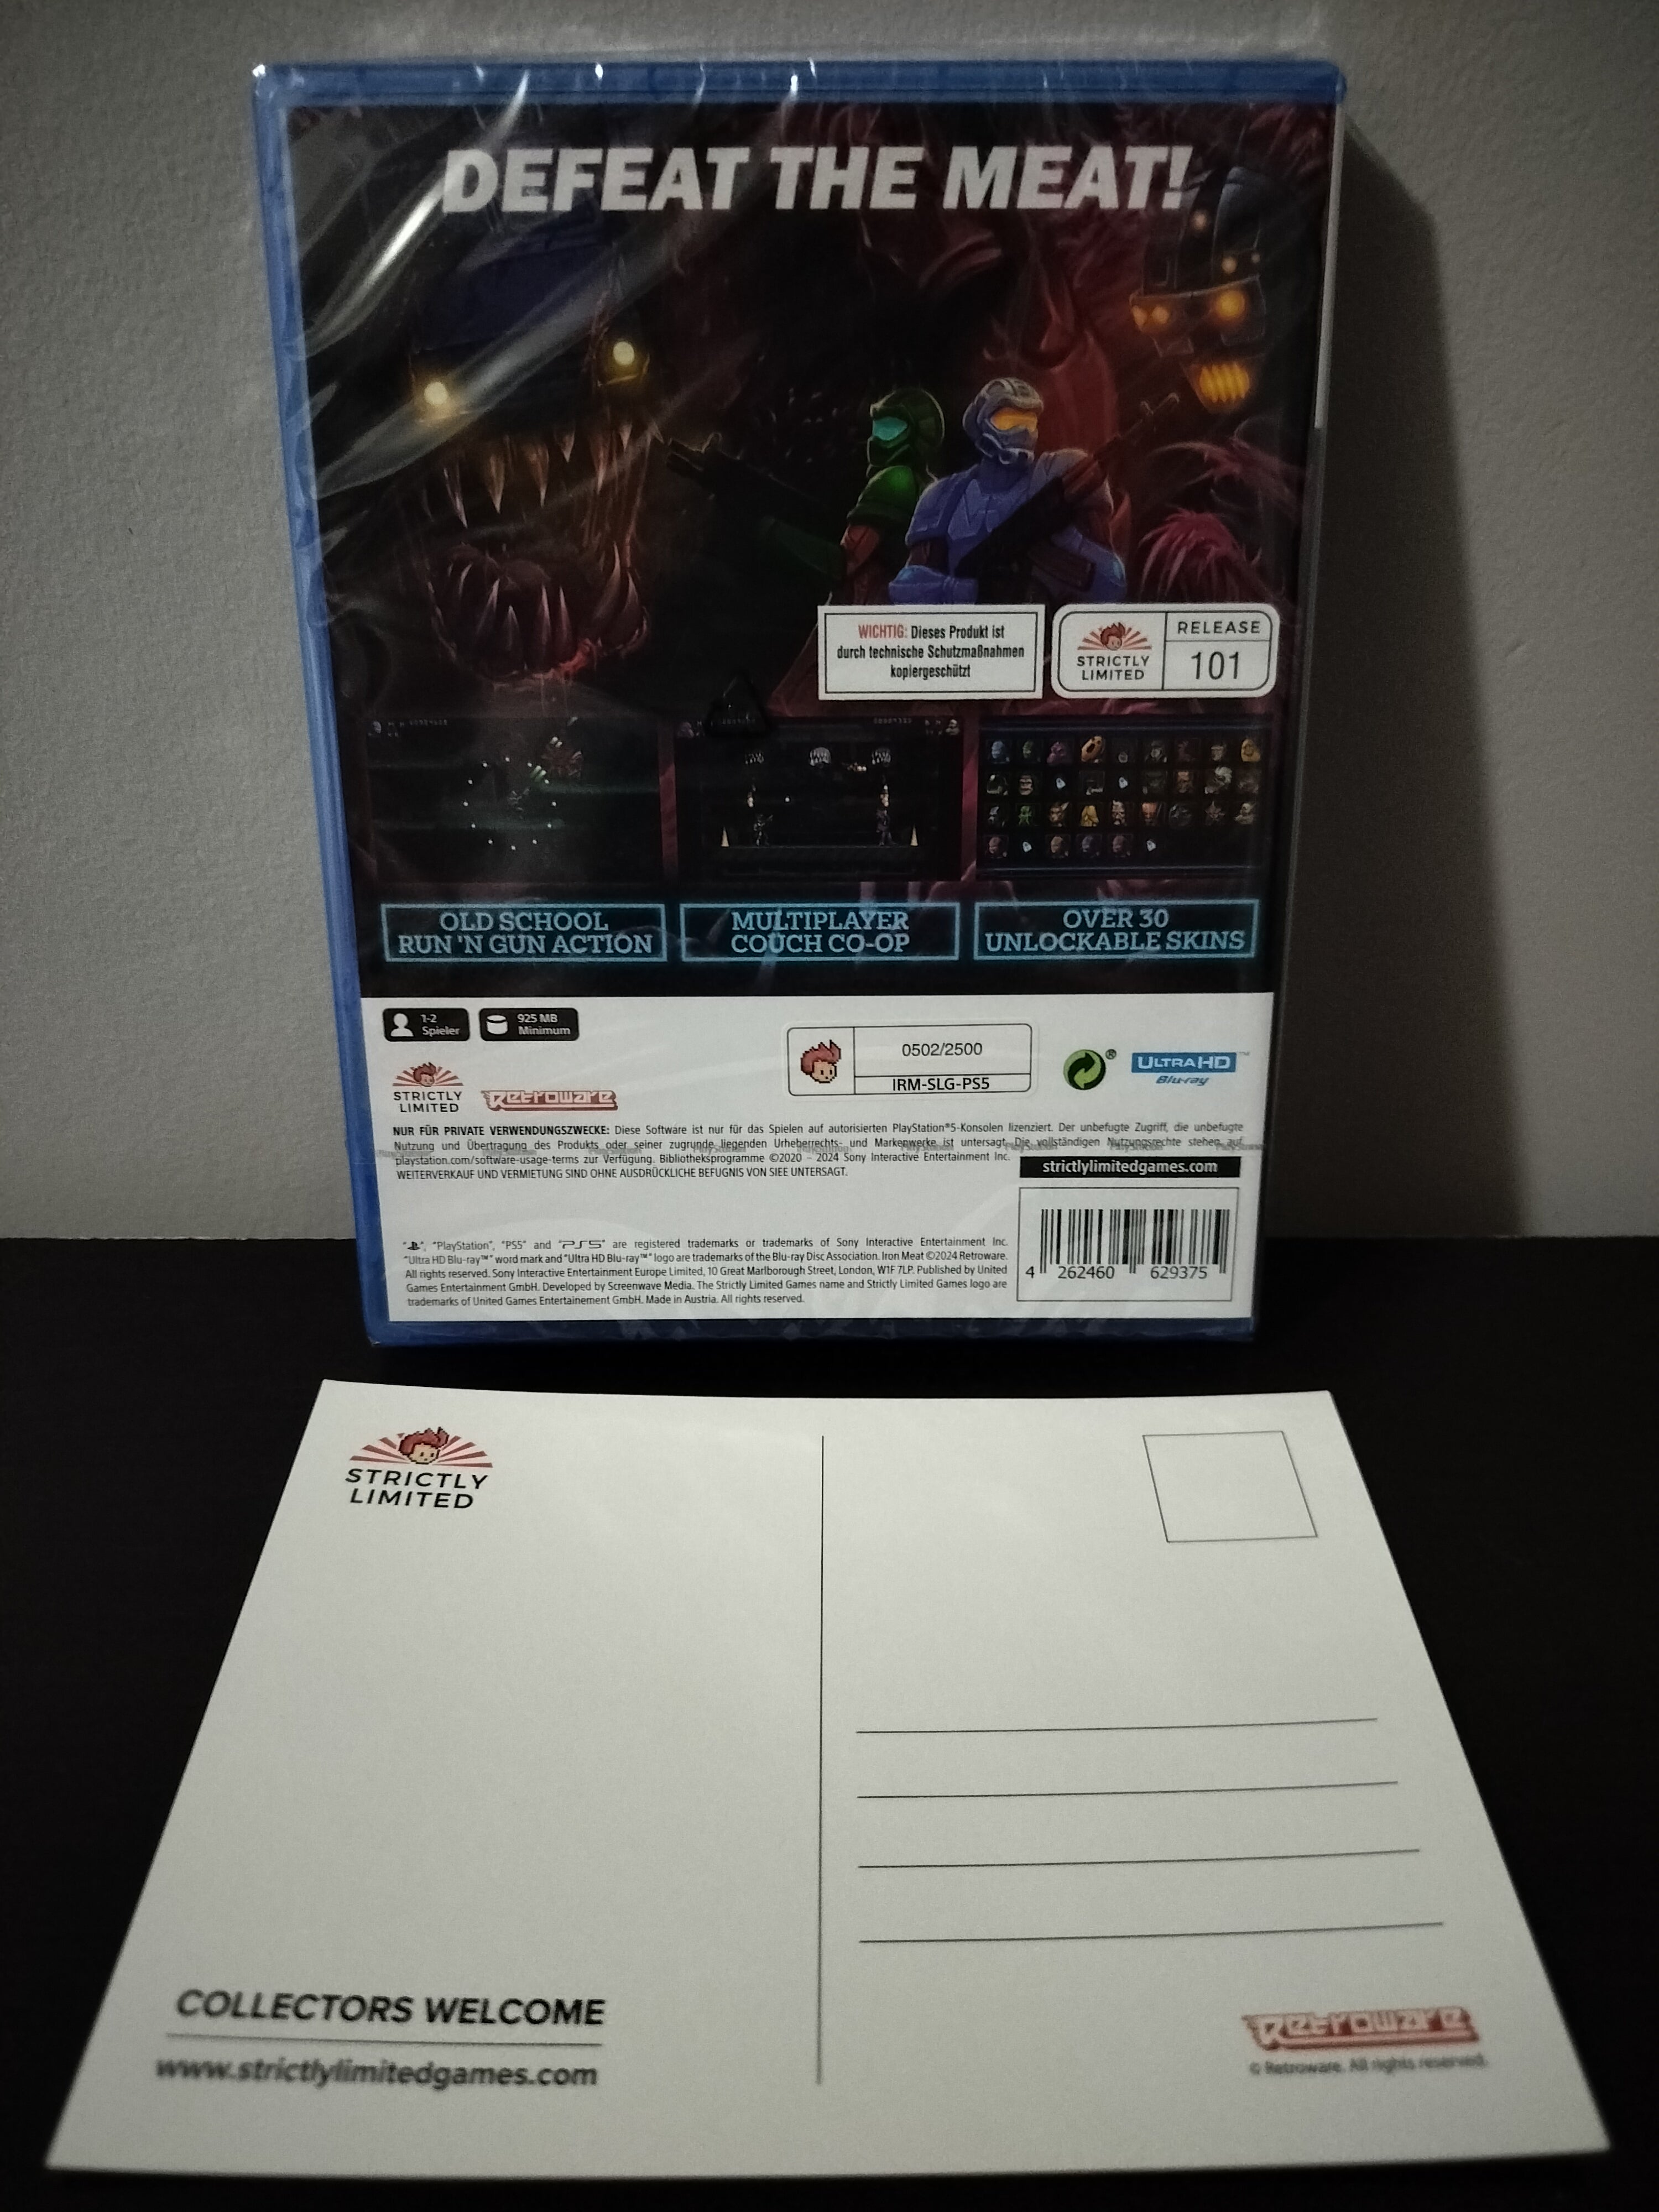 DEFEAT THE MEAT!
WICHTIG: Dieses Produkt ist
durch technische Schutzmaßnahmen
kopiergeschützt
STRICTLY
LIMITED
RELEASE
101
OLD SCHOOL
RUN 'N GUN ACTION
MULTIPLAYER
COUCH CO-OP
OVER 30
UNLOCKABLE SKINS
1-2
Spieler
925 MB
Minimum
STRICTLY
LIMITED
Retroware
0502/2500
IRM-SLG-PS5
ULTRA HD™
Blu-ray
NUR FÜR PRIVATE VERWENDUNGSZWECKE: Diese Software ist nur für das Spielen auf autorisierten PlayStation®5-Konsolen lizenziert. Der unbefugte Zugriff, die unbefugte
Nutzung und Übertragung des Produkts oder seiner zugrunde liegenden Urheberrechts- und Markenwerke ist untersagt. Die vollständigen Nutzungsrechte stehen auf
playstation.com/software-usage-terms zur Verfügung. Bibliotheksprogramme ©2020 – 2024 Sony Interactive Entertainment Inc.
WEITERVERKAUF UND VERMIETUNG SIND OHNE AUSDRÜCKLICHE BEFUGNIS VON SIEE UNTERSAGT.
strictlylimitedgames.com
"PlayStation", "PS5" and "PS5" are registered trademarks or trademarks of Sony Interactive Entertainment Inc.
"Ultra HD Blu-ray™" word mark and "Ultra HD Blu-ray™" logo are trademarks of the Blu-ray Disc Association. Iron Meat ©2024 Retroware.
All rights reserved. Sony Interactive Entertainment Europe Limited, 10 Great Marlborough Street, London, W1F 7LP. Published by United
Games Entertainment GmbH. Developed by Screenwave Media. The Strictly Limited Games name and Strictly Limited Games logo are
trademarks of United Games Entertainement GmbH. Made in Austria. All rights reserved.
4 262460 629375
STRICTLY
LIMITED
COLLECTORS WELCOME
www.strictlylimitedgames.com
Retroware
© Retroware. All rights reserved.